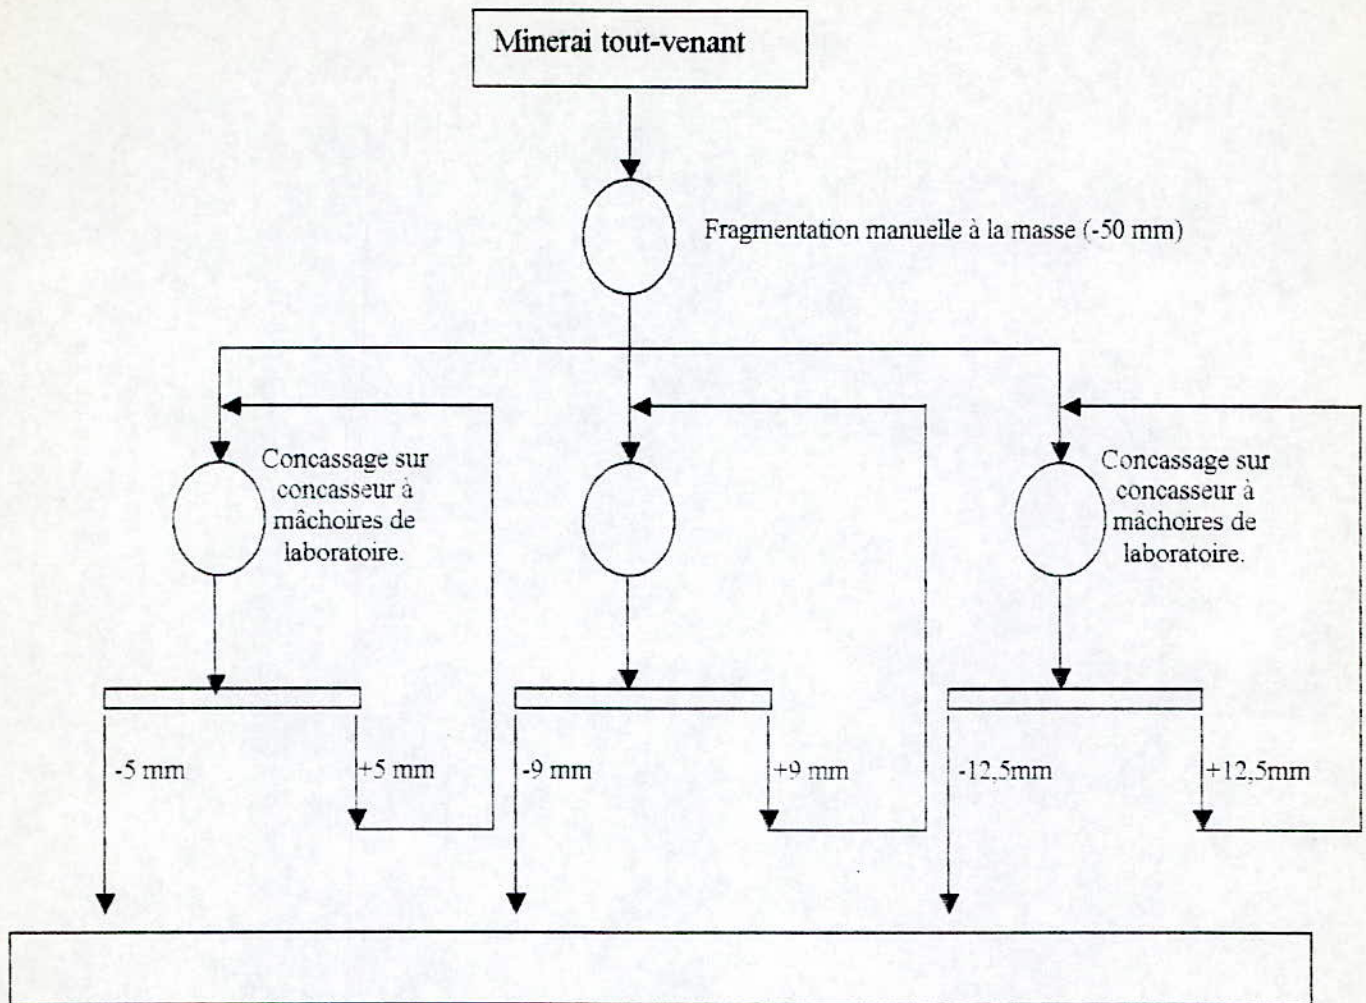 Minerai tout-venant
Fragmentation manuelle à la masse (-50 mm)
Concassage sur
concasseur à
mâchoires de
laboratoire.
Concassage sur
concasseur à
mâchoires de
laboratoire.
-5 mm
+5 mm
-9 mm
+9 mm
-12,5mm
+12,5mm